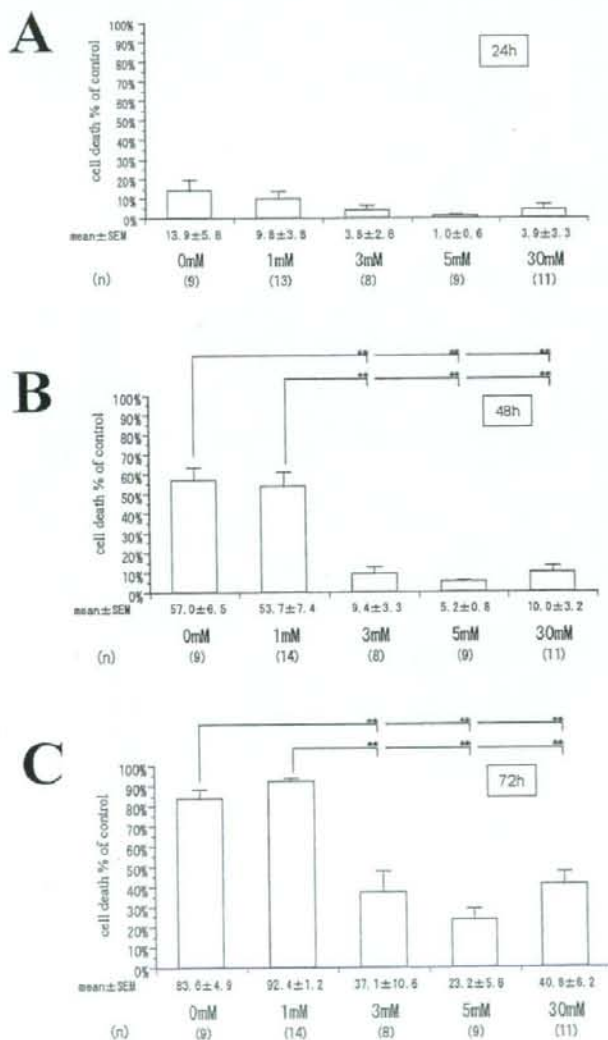 A
cell death % of control
100%
90%
80%
70%
60%
50%
40%
30%
20%
10%
0%
24h
mean±SEM 13.9±5.8 9.8±3.8 3.8±2.6 1.0±0.6 3.9±3.3
0mM 1mM 3mM 5mM 30mM
(n) (9) (13) (8) (9) (11)
** ** **
** ** **
B
cell death % of control
100%
90%
80%
70%
60%
50%
40%
30%
20%
10%
0%
48h
mean±SEM 57.0±6.5 53.7±7.4 9.4±3.3 5.2±0.8 10.0±3.2
0mM 1mM 3mM 5mM 30mM
(n) (9) (14) (8) (9) (11)
** ** **
** ** **
C
cell death % of control
100%
90%
80%
70%
60%
50%
40%
30%
20%
10%
0%
72h
mean±SEM 83.6±4.9 92.4±1.2 37.1±10.6 23.2±5.8 40.8±6.2
0mM 1mM 3mM 5mM 30mM
(n) (9) (14) (8) (9) (11)